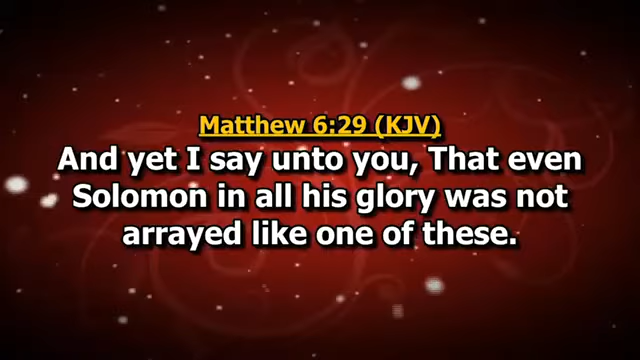 Matthew 6:29 (KJV)
And yet I say unto you, That even
Solomon in all his glory was not
arrayed like one of these.